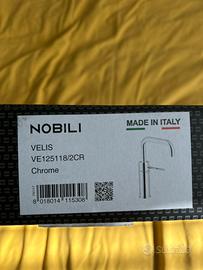 NOBILI
MADE IN ITALY
VELIS
VE125118/2CR
Chrome
8 018014 115308